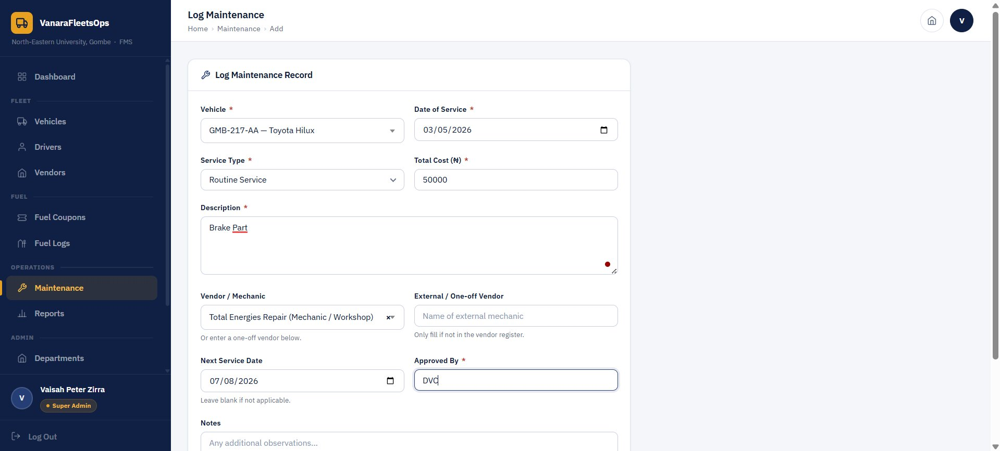 VanaraFleetsOps
North-Eastern University, Gombe · FMS
Dashboard
FLEET
Vehicles
Drivers
Vendors
FUEL
Fuel Coupons
Fuel Logs
OPERATIONS
Maintenance
Reports
ADMIN
Departments
V
Vaisah Peter Zirra
Super Admin
Log Out
Log Maintenance
Home › Maintenance › Add
V
Log Maintenance Record
Vehicle *
GMB-217-AA — Toyota Hilux
Date of Service *
03/05/2026
Service Type *
Routine Service
Total Cost (₦) *
50000
Description *
Brake Part
Vendor / Mechanic
Total Energies Repair (Mechanic / Workshop) ×
Or enter a one-off vendor below.
External / One-off Vendor
Name of external mechanic
Only fill if not in the vendor register.
Next Service Date
07/08/2026
Leave blank if not applicable.
Approved By *
DVC
Notes
Any additional observations...